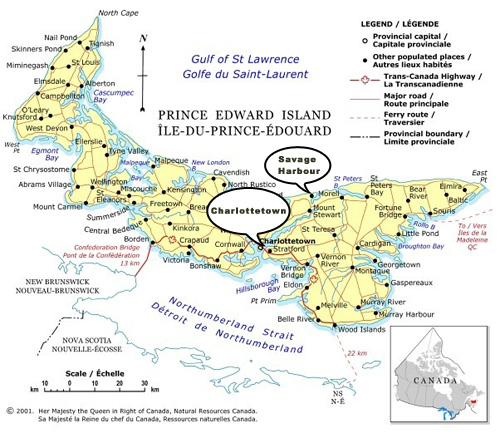 North Cape
Nail Pond
Tignish
Skinners Pond
Miminegash
St Louis
Elmsdale
Alberton
Campbellton
Cascumpec
Bay
O'Leary
Knutsford
West Devon
West
Pt
Egmont
Bay
Ellerslie
Tyne Valley
St Chrysostome
Abrams Village
Wellington
Mount Carmel
St
Eleanors
Miscouche
Summerside
Malpeque
Bay
Malpeque
New London
B
Kensington
Cavendish
North Rustico
Freetown
Breadalbane
Kinkora
Central Bedeque
Borden
Crapaud
Victoria
Bonshaw
Cornwall
Charlottetown
Stratford
Gulf of St Lawrence
Golfe du Saint-Laurent
PRINCE EDWARD ISLAND
ÎLE-DU-PRINCE-ÉDOUARD
Savage
Harbour
Charlottetown
Morell
Mount
Stewart
St Peters
B
St
Peters
Bay
Bear
River
Elmira
East
Pt
Baltic
Souris
Fortune
Bridge
Rollo B
Little Pond
Broughton Bay
St Teresa
Cardigan
Georgetown
Vernon
River
Vernon
Bridge
Montague
Gaspereaux
Hillsborough
Bay
Eldon
Pt Prim
Murray River
Murray Harbour
Melville
Belle River
Wood Islands
To / Vers
Îles de la
Madeleine
QC
Confederation Bridge
Pont de la Confédération
13 km
NEW BRUNSWICK
NOUVEAU-BRUNSWICK
NOVA SCOTIA
NOUVELLE-ÉCOSSE
Northumberland Strait
Détroit de Northumberland
22 km
NS
N-É
LEGEND / LÉGENDE
Provincial capital /
Capitale provinciale
Other populated places /
Autres lieux habités
Trans-Canada Highway /
La Transcanadienne
Major road /
Route principale
Ferry route /
Traversier
Provincial boundary /
Limite provinciale
Scale / Échelle
km 10 0 10 20 30 km
CANADA
© 2001. Her Majesty the Queen in Right of Canada, Natural Resources Canada.
Sa Majesté la Reine du chef du Canada, Ressources naturelles Canada.